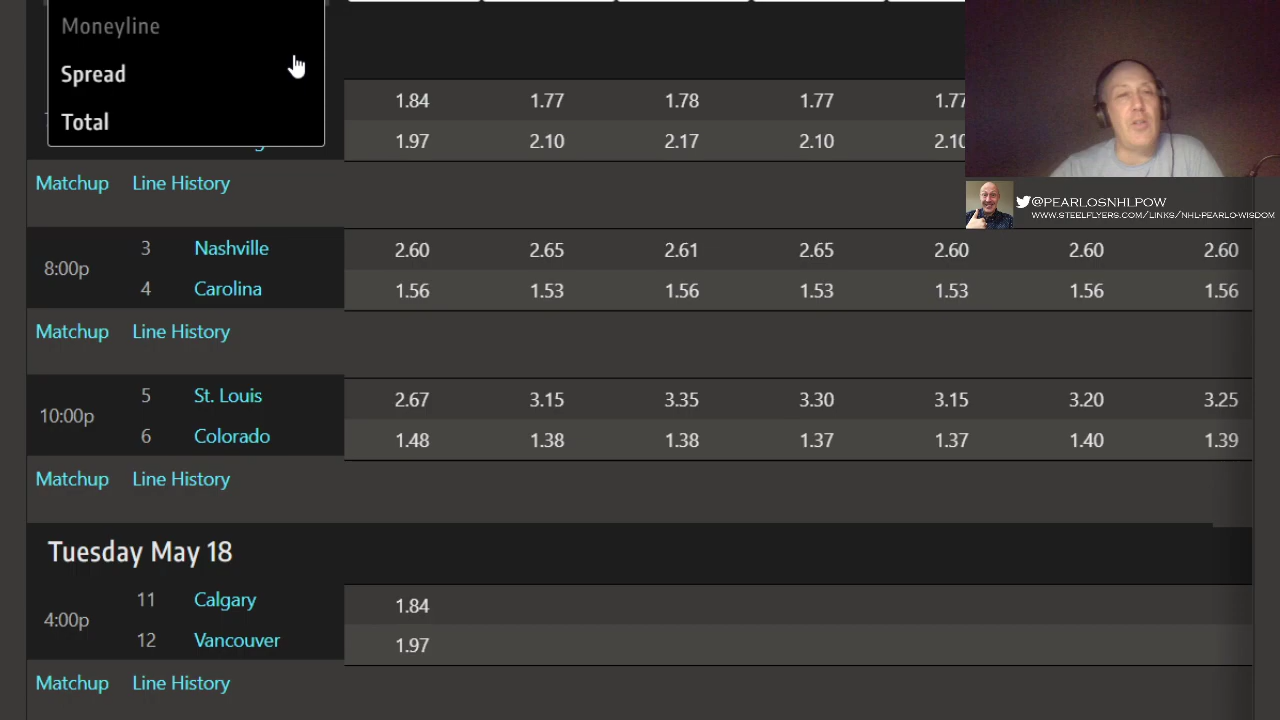 Moneyline
Spread
Total
1.84 1.77 1.78 1.77 1.77
1.97 2.10 2.17 2.10 2.10
Matchup Line History
@PEARLOSNHLPOW
WWW.STEELFLYERS.COM/LINKS/NHL-PEARLO-WISDOM
8:00p
3 Nashville 2.60 2.65 2.61 2.65 2.60 2.60 2.60
4 Carolina 1.56 1.53 1.56 1.53 1.53 1.56 1.56
Matchup Line History
10:00p
5 St. Louis 2.67 3.15 3.35 3.30 3.15 3.20 3.25
6 Colorado 1.48 1.38 1.38 1.37 1.37 1.40 1.39
Matchup Line History
Tuesday May 18
4:00p
11 Calgary 1.84
12 Vancouver 1.97
Matchup Line History